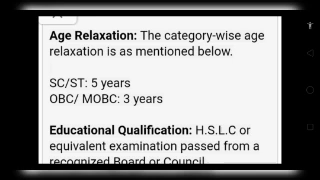 Age Relaxation: The category-wise age
relaxation is as mentioned below.
SC/ST: 5 years
OBC/ MOBC: 3 years
Educational Qualification: H.S.L.C or
equivalent examination passed from a
recognized Board or Council